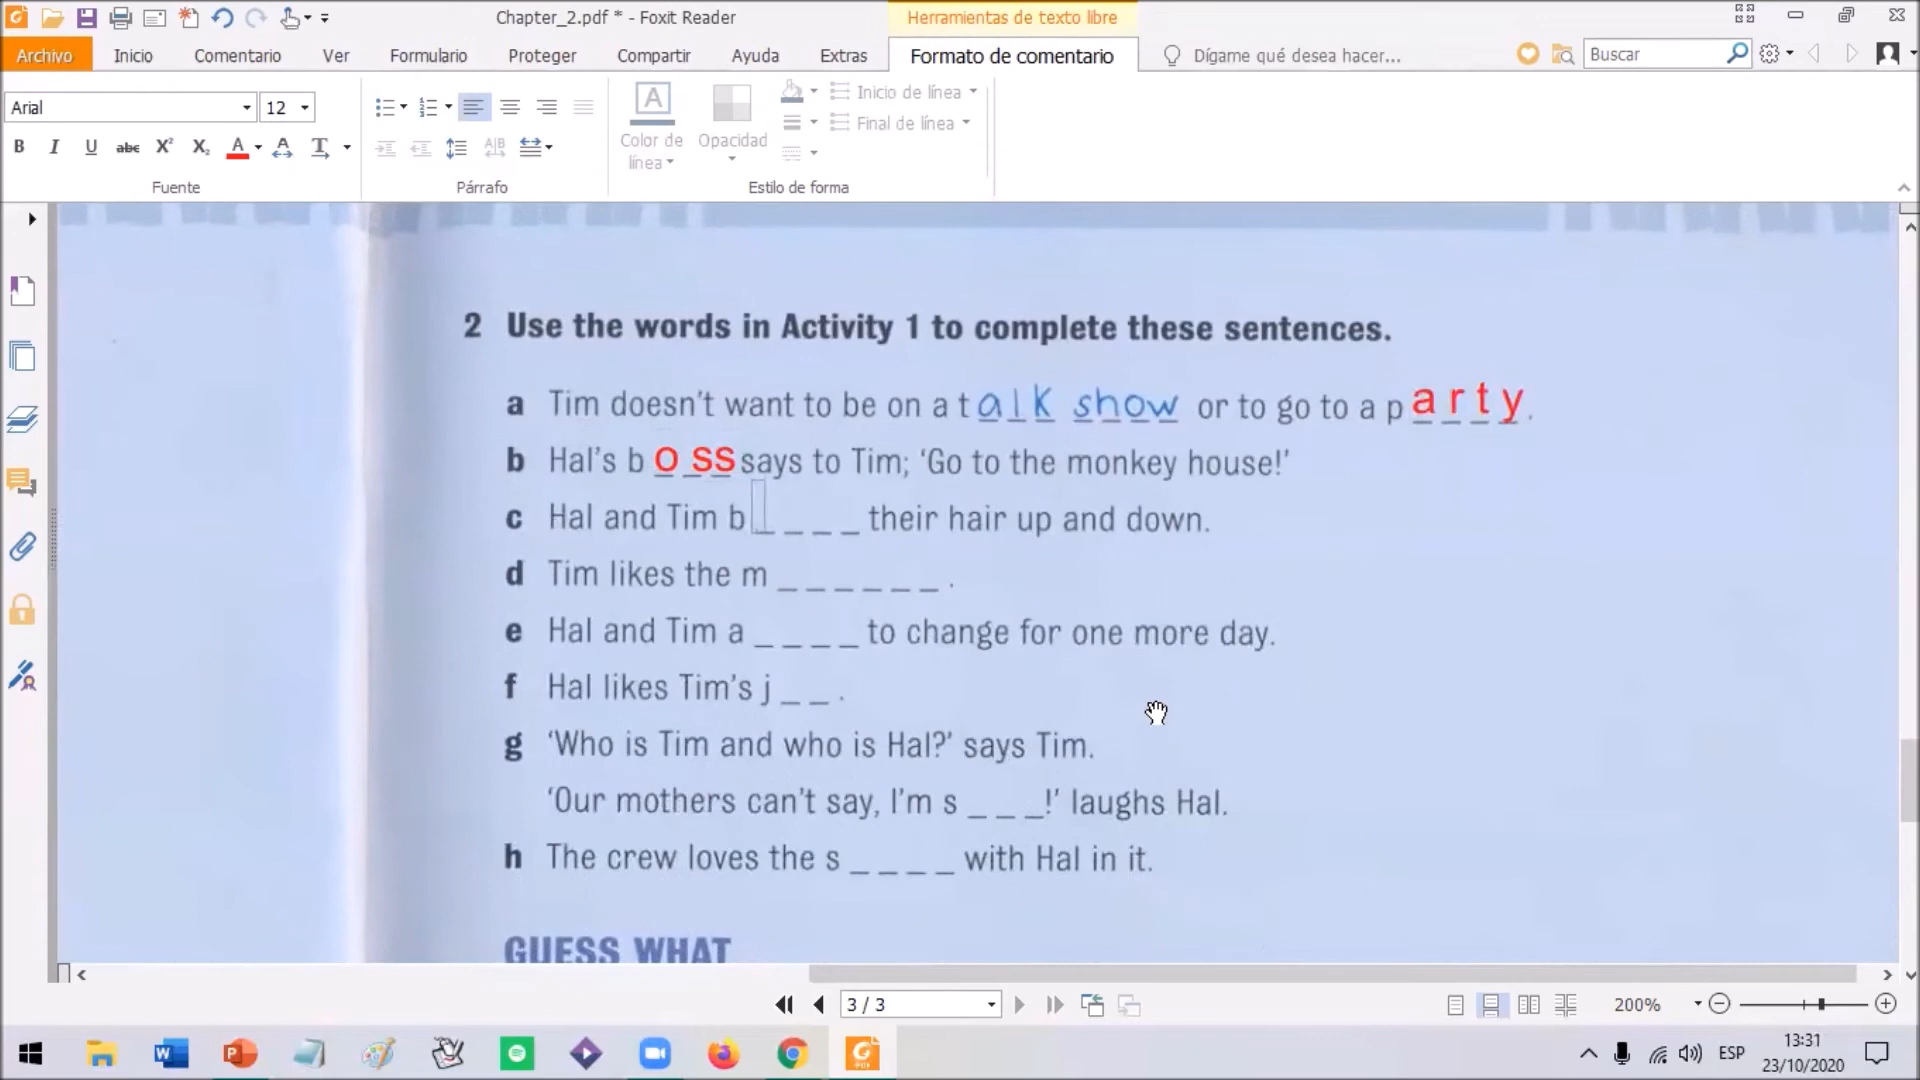 Chapter_2.pdf * - Foxit Reader
Herramientas de texto libre
Archivo Inicio Comentario Ver Formulario Proteger Compartir Ayuda Extras Formato de comentario Dígame qué desea hacer... Buscar
Arial 12 Inicio de línea
Color de línea Opacidad Final de línea
Fuente Párrafo Estilo de forma
2 Use the words in Activity 1 to complete these sentences.
a Tim doesn't want to be on a t alk show or to go to a p arty.
b Hal's b oss says to Tim; 'Go to the monkey house!'
c Hal and Tim b _ _ _ _ their hair up and down.
d Tim likes the m _ _ _ _ _ _ .
e Hal and Tim a _ _ _ _ to change for one more day.
f Hal likes Tim's j _ _ .
g 'Who is Tim and who is Hal?' says Tim.
'Our mothers can't say, I'm s _ _ _!' laughs Hal.
h The crew loves the s _ _ _ _ with Hal in it.
GUESS WHAT
3 / 3
200%
ESP
13:31
23/10/2020